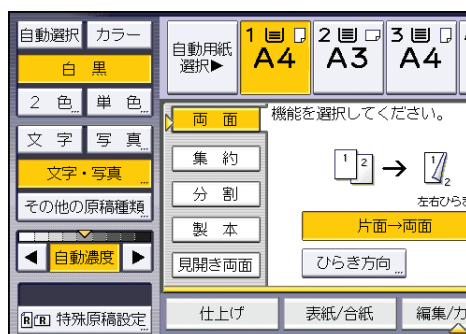 自動選択 カラー
白 黒
2 色 単 色
文 字 写 真
文字・写真
その他の原稿種類
自動濃度
特殊原稿設定
自動用紙
選択▶
1 A4
2 A3
3 A4
両 面
集 約
分 割
製 本
見開き両面
機能を選択してください。
1 2 → 1 2
左右ひらき
片面→両面
ひらき方向
仕上げ
表紙/合紙
編集/